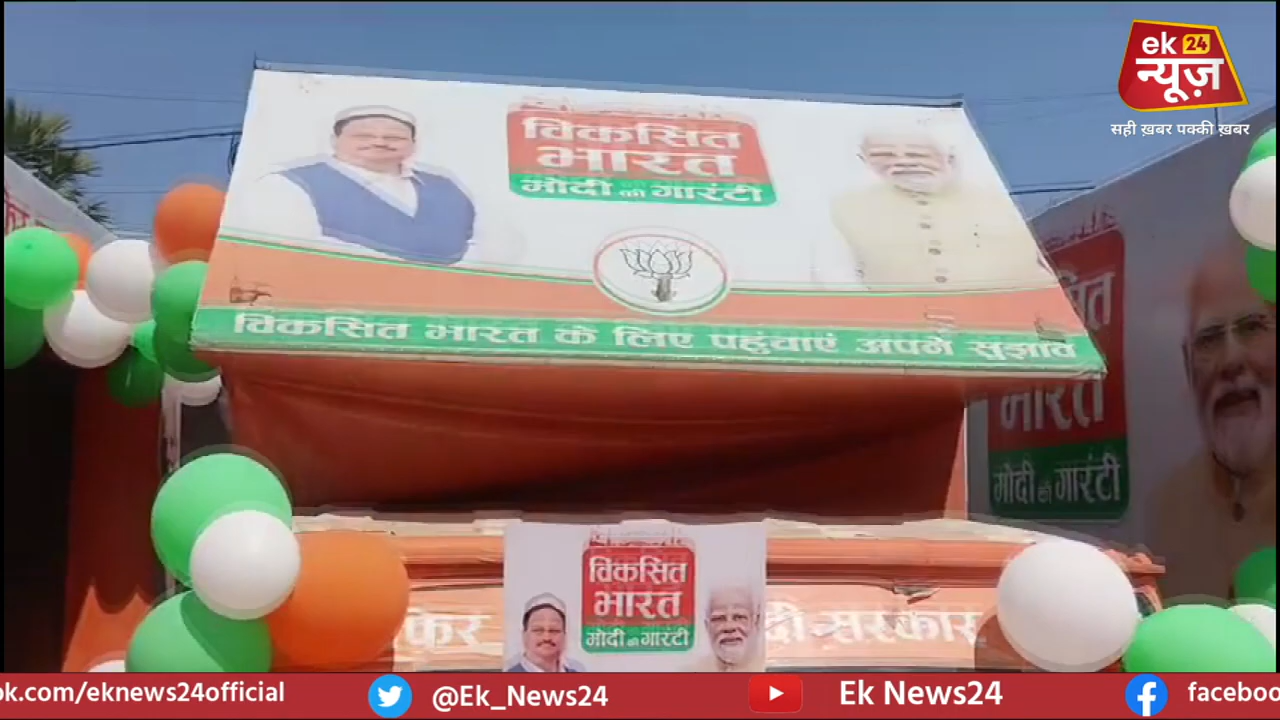 ek 24
न्यूज़
सही ख़बर पक्की ख़बर
विकसित
भारत
मोदी की गारंटी
विकसित भारत के लिए पहुंचाएं अपने सुझाव
भारत
मोदी की गारंटी
विकसित
भारत
मोदी की गारंटी
फिर
दी सरकार
ok.com/eknews24official
@Ek_News24
Ek News24
faceboo